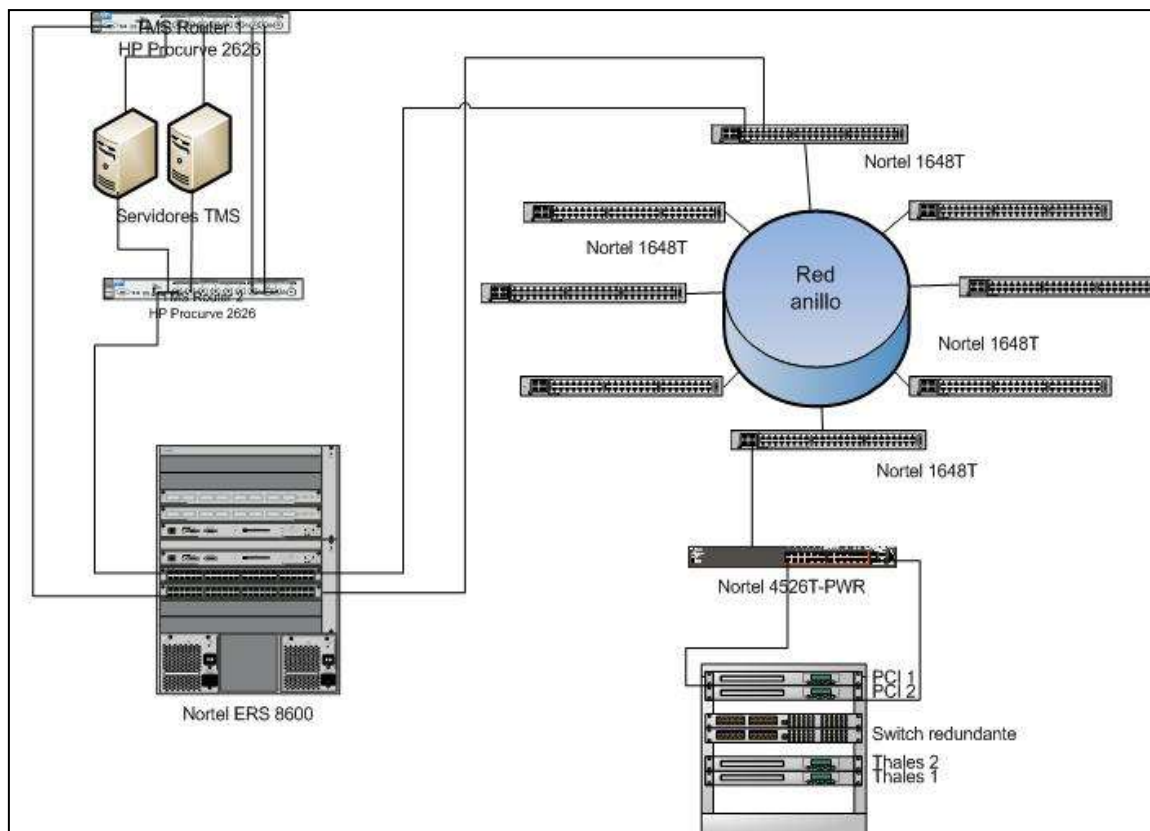 TMS Router 1
HP Procurve 2626
Servidores TMS
TMS Router 2
HP Procurve 2626
Nortel ERS 8600
Nortel 1648T
Nortel 1648T
Red
anillo
Nortel 1648T
Nortel 1648T
Nortel 4526T-PWR
PCI 1
PCI 2
Switch redundante
Thales 2
Thales 1